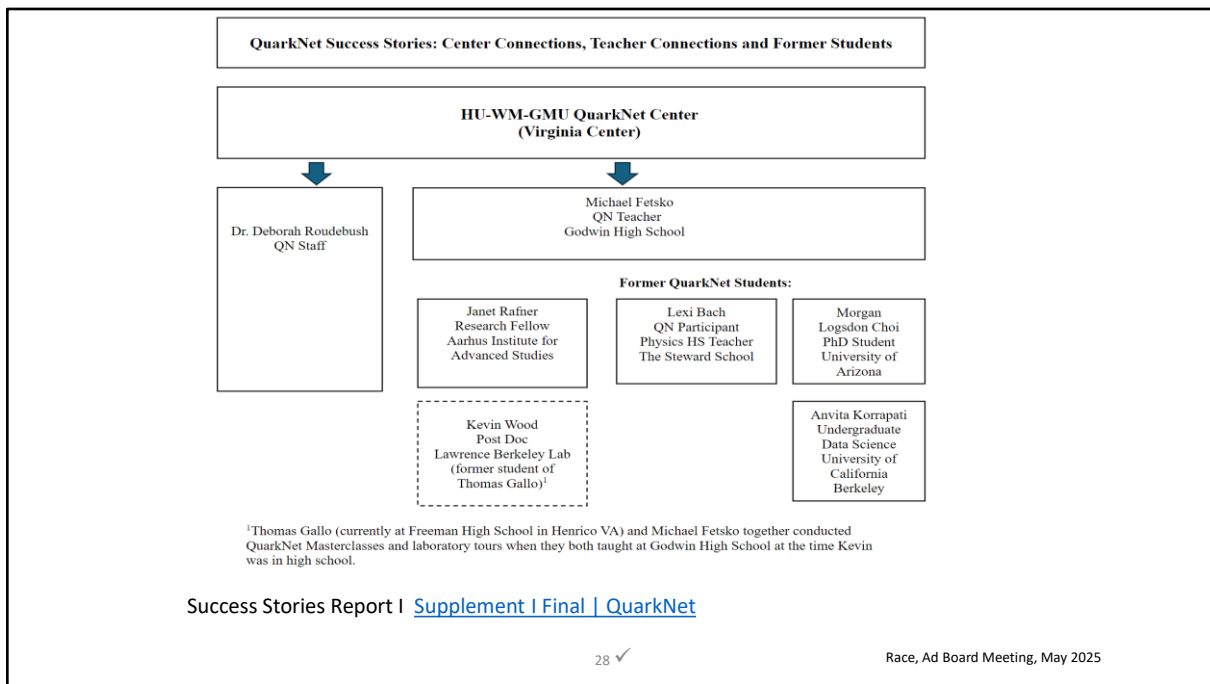 QuarkNet Success Stories: Center Connections, Teacher Connections and Former Students
HU-WM-GMU QuarkNet Center
(Virginia Center)
Dr. Deborah Roudebush
QN Staff
Michael Fetsko
QN Teacher
Godwin High School
Former QuarkNet Students:
Janet Rafner
Research Fellow
Aarhus Institute for
Advanced Studies
Lexi Bach
QN Participant
Physics HS Teacher
The Steward School
Morgan
Logsdon Choi
PhD Student
University of
Arizona
Kevin Wood
Post Doc
Lawrence Berkeley Lab
(former student of
Thomas Gallo)¹
Anvita Korrapati
Undergraduate
Data Science
University of
California
Berkeley
¹Thomas Gallo (currently at Freeman High School in Henrico VA) and Michael Fetsko together conducted
QuarkNet Masterclasses and laboratory tours when they both taught at Godwin High School at the time Kevin
was in high school.
Success Stories Report I Supplement I Final | QuarkNet
28 ✓
Race, Ad Board Meeting, May 2025